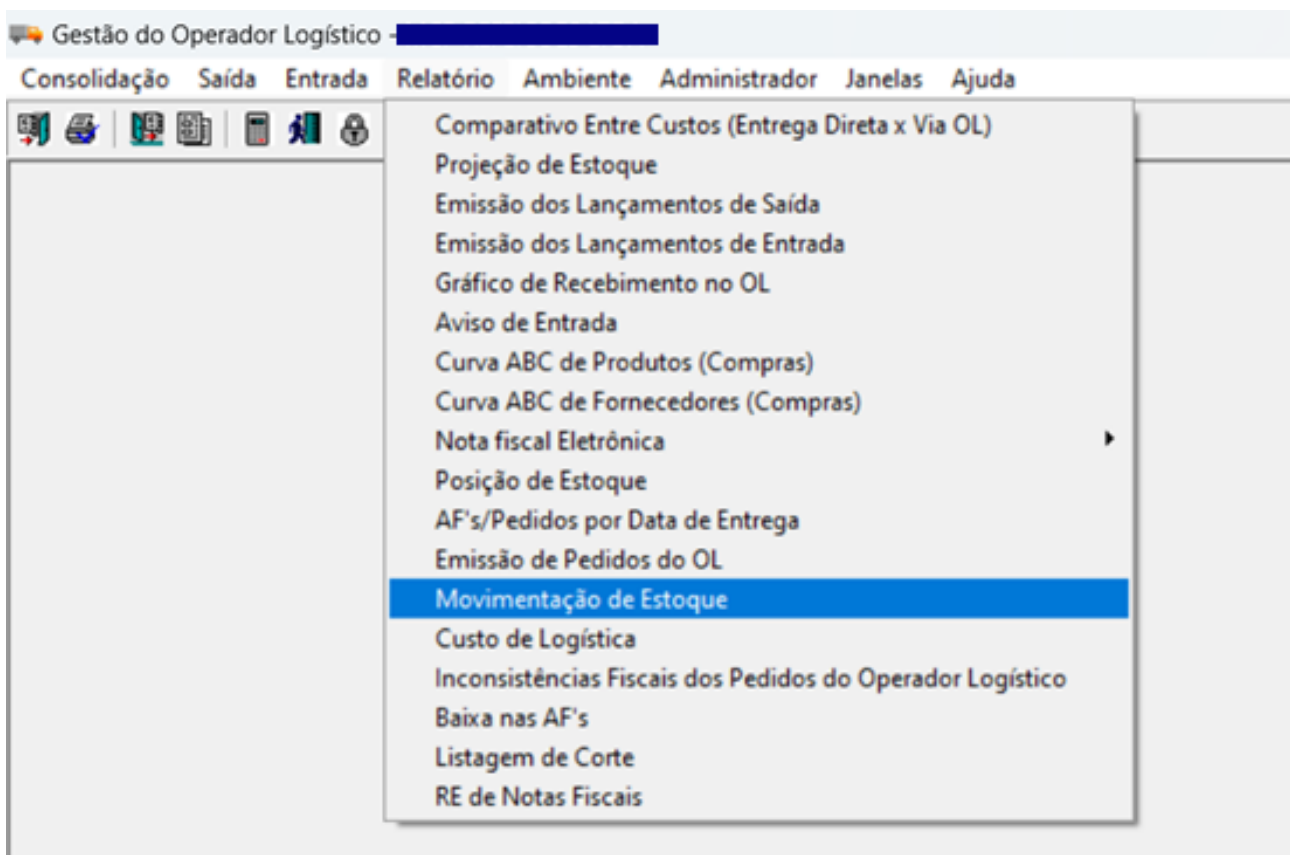 Gestão do Operador Logístico -
Consolidação Saída Entrada Relatório Ambiente Administrador Janelas Ajuda
Comparativo Entre Custos (Entrega Direta x Via OL)
Projeção de Estoque
Emissão dos Lançamentos de Saída
Emissão dos Lançamentos de Entrada
Gráfico de Recebimento no OL
Aviso de Entrada
Curva ABC de Produtos (Compras)
Curva ABC de Fornecedores (Compras)
Nota fiscal Eletrônica
Posição de Estoque
AF's/Pedidos por Data de Entrega
Emissão de Pedidos do OL
Movimentação de Estoque
Custo de Logística
Inconsistências Fiscais dos Pedidos do Operador Logístico
Baixa nas AF's
Listagem de Corte
RE de Notas Fiscais